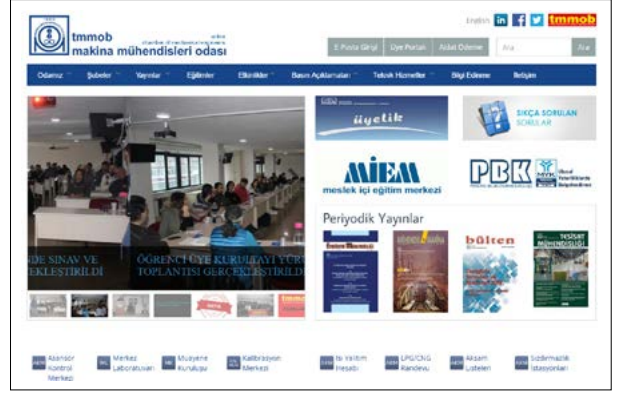 English in f tmmob
tmmob
makina mühendisleri odası
E-Posta Girişi Üye Portalı Aidat Ödeme Ara Ara
Odamız Şubeler Yayınlar Eğitimler Etkinlikler Basın Açıklamaları Teknik Hizmetler Bilgi Edinme İletişim
üyelik
SIKÇA SORULAN
SORULAR
MİEM
meslek içi eğitim merkezi
PBK
MYK
Periyodik Yayınlar
bülten
TESİSAT
MÜHENDİSLİĞİ
NDE SINAV VE
EKLEŞTİRİLDİ
ÖĞRENCİ ÜYE KURULTAYI YÜRÜ
TOPLANTISI GERÇEKLEŞTİRİLDİ
Asansör
Kontrol
Merkezi
Merkez
Laboratuvarı
Muayene
Kuruluşu
Kalibrasyon
Merkezi
Isı Yalıtım
Hesabı
LPG/CNG
Randevu
Aksam
Listeleri
Sızdırmazlık
İstasyonları